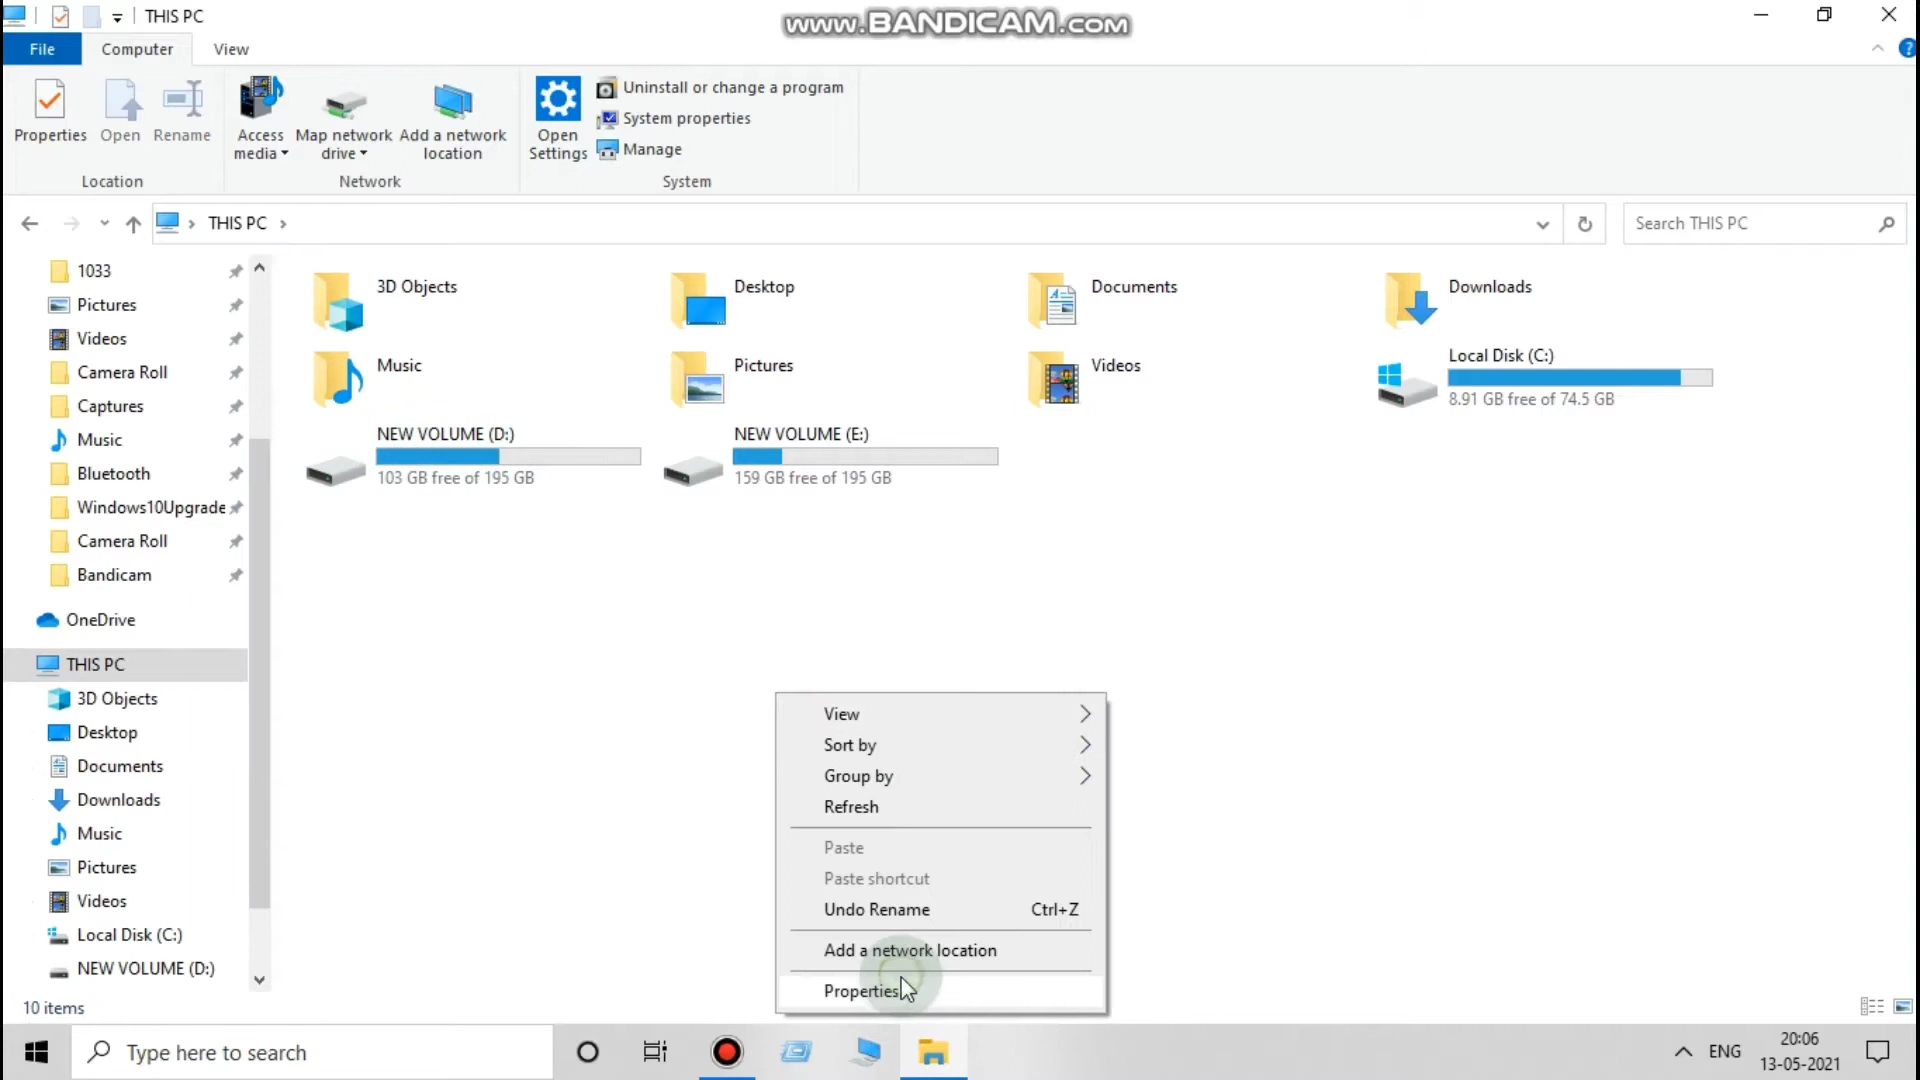 THIS PC
www.BANDICAM.com
File
Computer
View
Properties
Open
Rename
Access
media
Map network
drive
Add a network
location
Open
Settings
Uninstall or change a program
System properties
Manage
Location
Network
System
THIS PC
Search THIS PC
1033
Pictures
Videos
Camera Roll
Captures
Music
Bluetooth
Windows10Upgrade
Camera Roll
Bandicam
OneDrive
THIS PC
3D Objects
Desktop
Documents
Downloads
Music
Pictures
Videos
Local Disk (C:)
NEW VOLUME (D:)
3D Objects
Desktop
Documents
Downloads
Music
Pictures
Videos
Local Disk (C:)
8.91 GB free of 74.5 GB
NEW VOLUME (D:)
103 GB free of 195 GB
NEW VOLUME (E:)
159 GB free of 195 GB
View
Sort by
Group by
Refresh
Paste
Paste shortcut
Undo Rename Ctrl+Z
Add a network location
Properties
10 items
Type here to search
ENG
20:06
13-05-2021